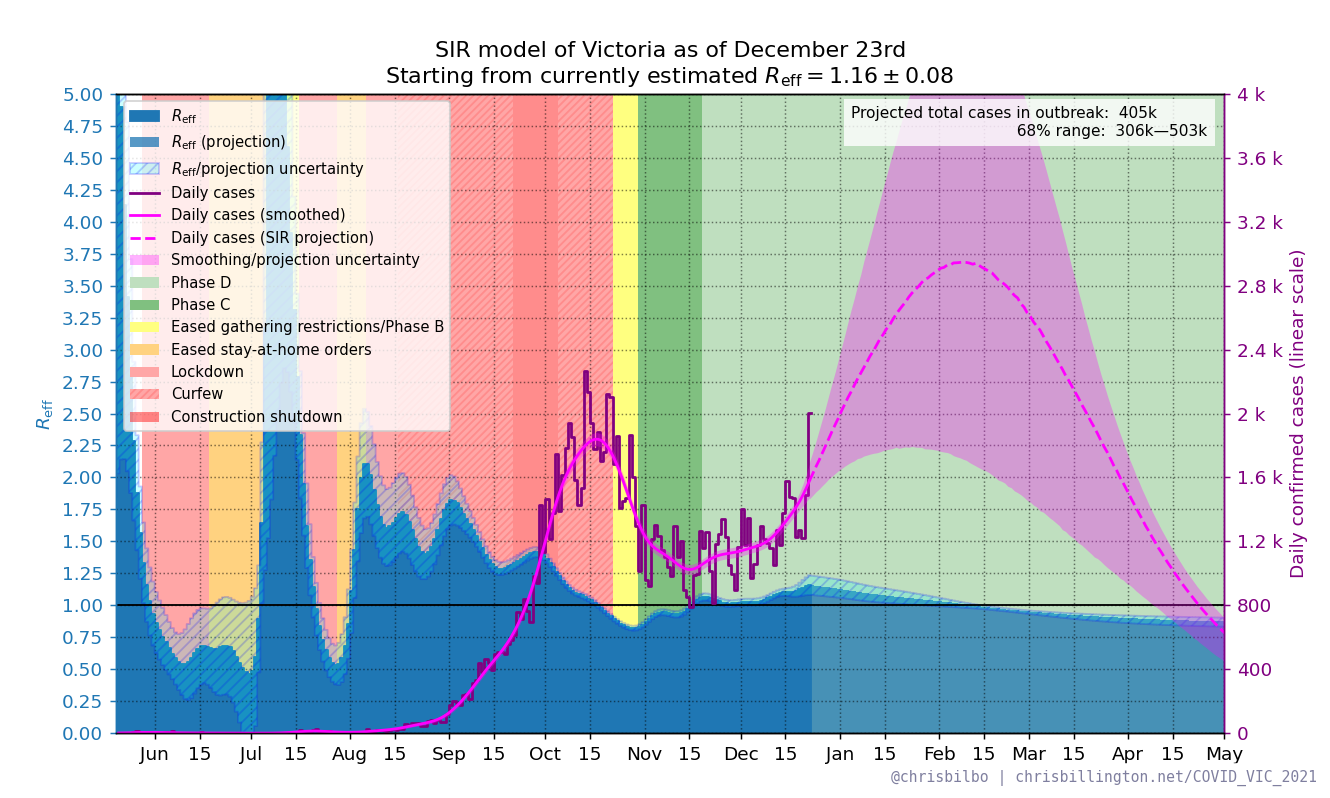 SIR model of Victoria as of December 23rd
Starting from currently estimated R_eff = 1.16 ± 0.08
Projected total cases in outbreak: 405k
68% range: 306k—503k
R_eff
R_eff (projection)
R_eff/projection uncertainty
Daily cases
Daily cases (smoothed)
Daily cases (SIR projection)
Smoothing/projection uncertainty
Phase D
Phase C
Eased gathering restrictions/Phase B
Eased stay-at-home orders
Lockdown
Curfew
Construction shutdown
R_eff
5.00
4.75
4.50
4.25
4.00
3.75
3.50
3.25
3.00
2.75
2.50
2.25
2.00
1.75
1.50
1.25
1.00
0.75
0.50
0.25
0.00
4 k
3.6 k
3.2 k
2.8 k
2.4 k
2 k
1.6 k
1.2 k
800
400
0
Daily confirmed cases (linear scale)
Jun 15 Jul 15 Aug 15 Sep 15 Oct 15 Nov 15 Dec 15 Jan 15 Feb 15 Mar 15 Apr 15 May
@chrisbilbo | chrisbillington.net/COVID_VIC_2021